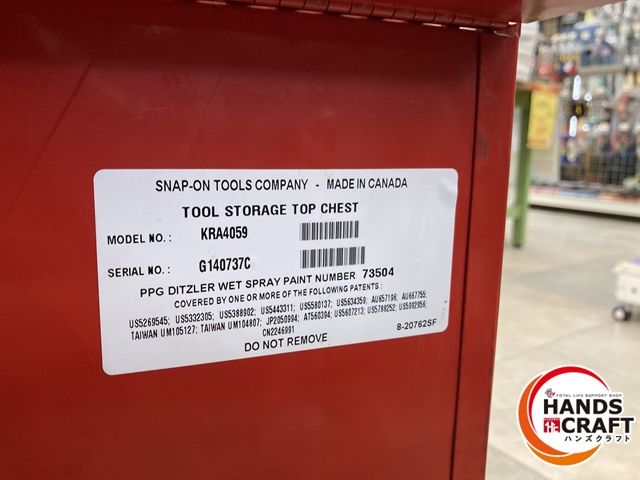 SNAP-ON TOOLS COMPANY - MADE IN CANADA
TOOL STORAGE TOP CHEST
MODEL NO.: KRA4059
SERIAL NO.: G140737C
PPG DITZLER WET SPRAY PAINT NUMBER 73504
COVERED BY ONE OR MORE OF THE FOLLOWING PATENTS:
US5269545, US5332305, US5388902, US5443311; US5580137; US5634359; AU657196; AU667755;
TAIWAN UM105127; TAIWAN UM104807; JP2050994; AT560394; US5607213; US5788252; US5992956;
CN2246991
8-20762SF
DO NOT REMOVE
TOTAL LIFE SUPPORT SHOP
HANDS
CRAFT
ハンズクラフト